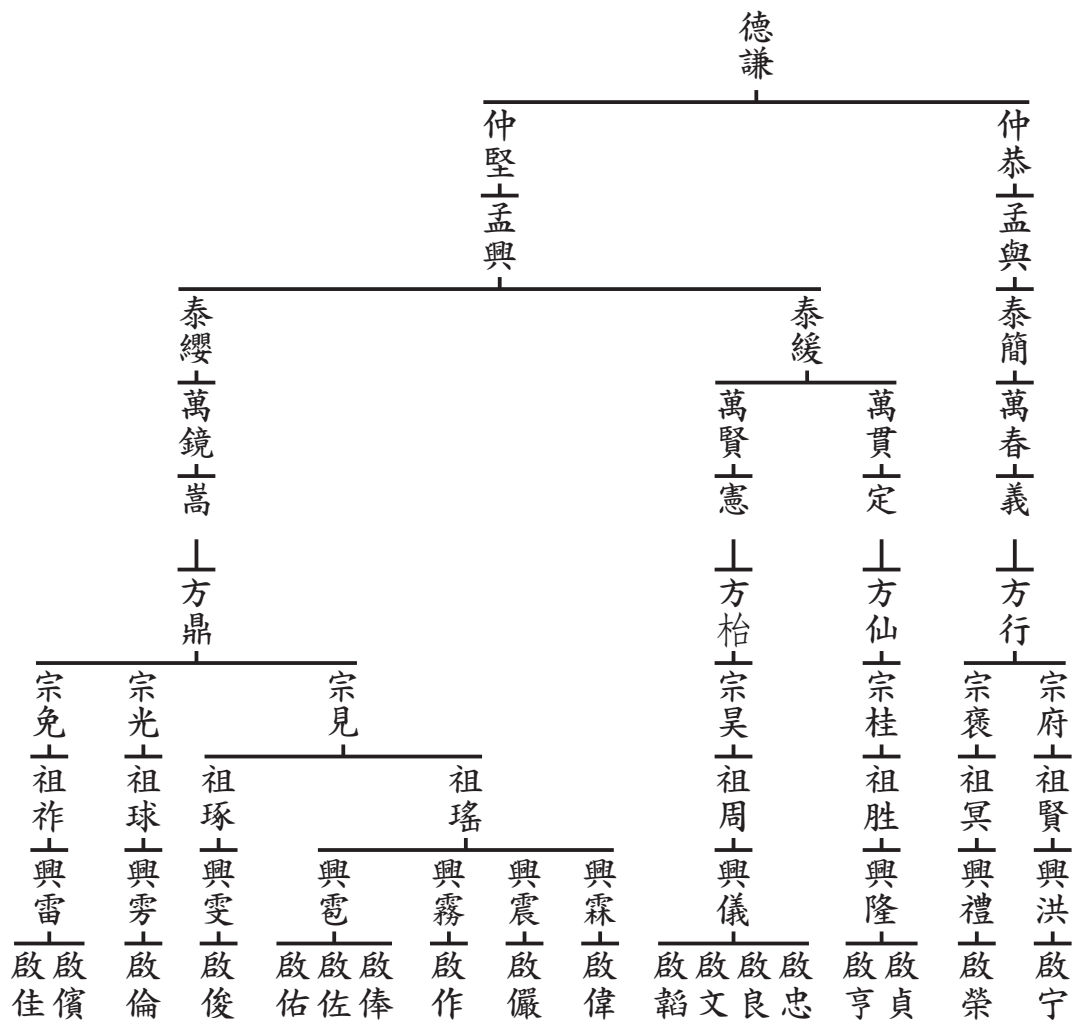 德謙
仲恭
仲堅
孟與
孟興
泰簡
泰緩
泰纓
萬春
萬貫
萬賢
萬鏡
義
定
憲
嵩
方行
方仙
方枱
方鼎
宗府
宗褒
宗桂
宗昊
宗見
宗光
宗免
祖賢
祖冥
祖胜
祖周
祖瑤
祖琢
祖球
祖祚
興洪
興禮
興隆
興儀
興霖
興震
興霧
興雹
興雯
興雱
興雷
啟宁
啟榮
啟貞
啟亨
啟忠
啟良
啟文
啟韜
啟偉
啟儼
啟作
啟俸
啟佐
啟佑
啟俊
啟倫
啟儐
啟佳